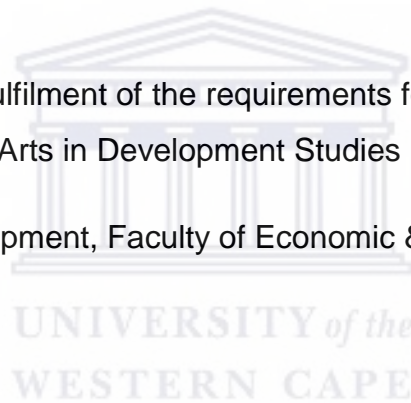 ulfilment of the requirements f
Arts in Development Studies
pment, Faculty of Economic &
UNIVERSITY of the
WESTERN CAPE